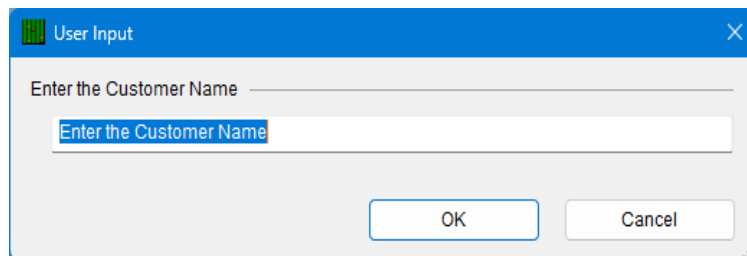 User Input
Enter the Customer Name
Enter the Customer Name
OK
Cancel